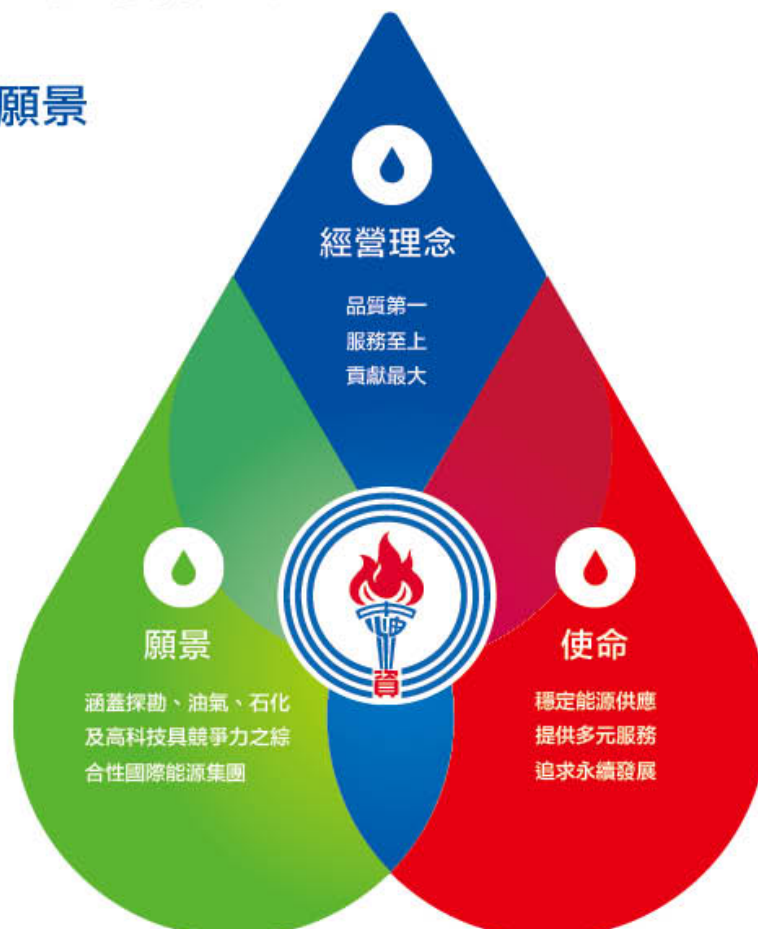 願景
經營理念
品質第一
服務至上
貢獻最大
願景
涵蓋探勘、油氣、石化
及高科技具競爭力之綜
合性國際能源集團
使命
穩定能源供應
提供多元服務
追求永續發展
中油
資